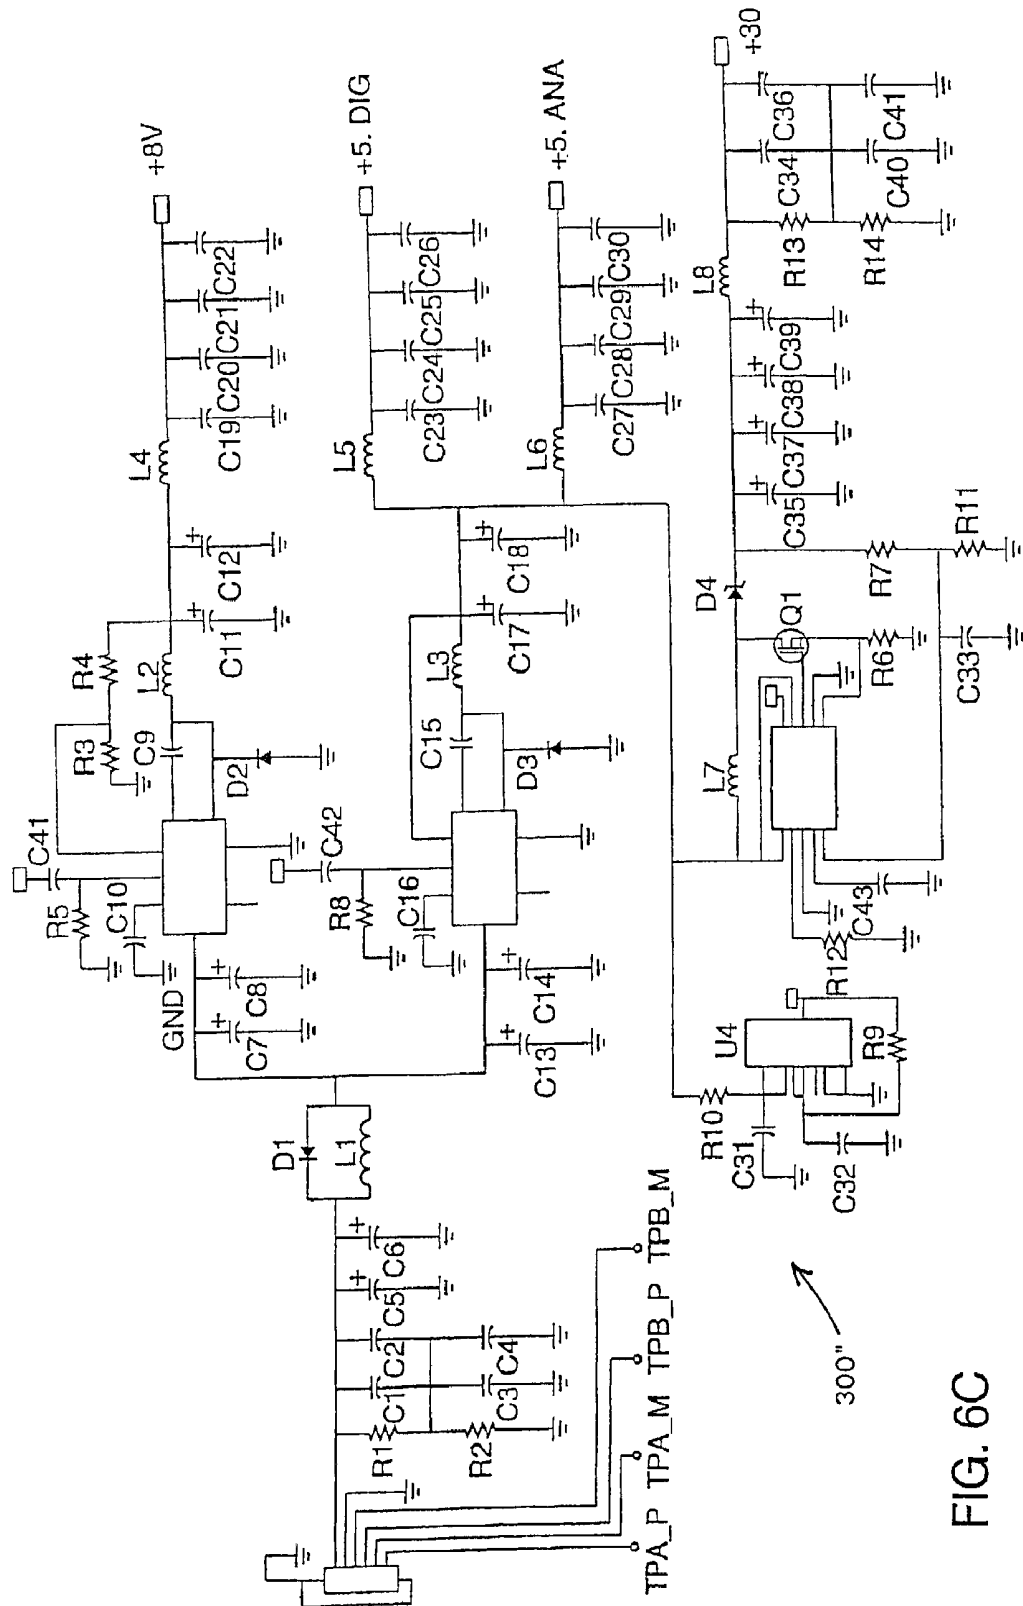 +8V
L4
C19
C20
C21
C22
R4
L2
C11
C12
R3
C9
D2
C41
R5
C10
GND
C7
C8
+5. DIG
L5
C23
C24
C25
C26
+5. ANA
L6
C27
C28
C29
C30
L3
C17
C18
C15
D3
C42
R8
C16
C13
C14
D1
L1
C6
C5
C2
C1
C4
C3
R1
R2
TPA_P
TPA_M
TPB_P
TPB_M
+30
C36
C34
C41
C40
R13
R14
L8
C39
C38
C37
C35
R11
R7
D4
Q1
R6
C33
L7
C43
R12
U4
R9
R10
C31
C32
300"
FIG. 6C
+
+
+
+
+
+
+
+
+
+
+
+
+
+